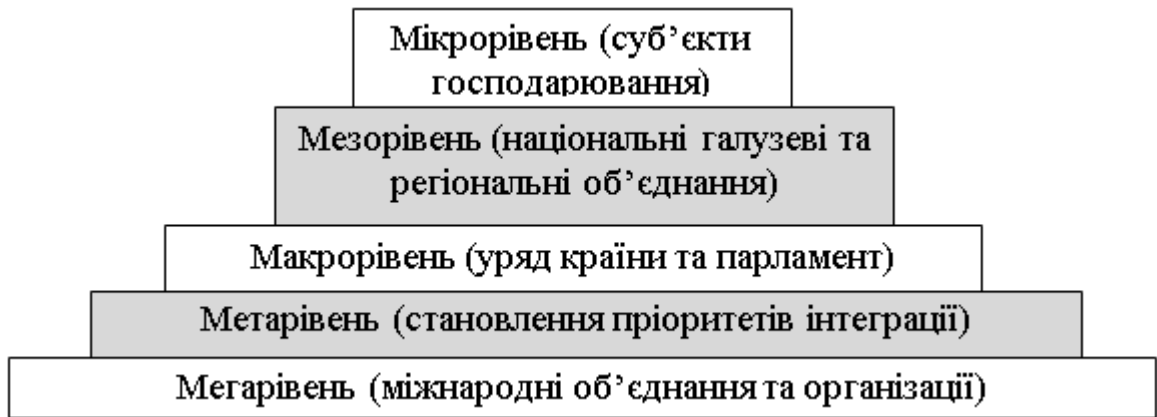 Мікрорівень (суб’єкти
господарювання)
Мезорівень (національні галузеві та
регіональні об’єднання)
Макрорівень (уряд країни та парламент)
Метарівень (становлення пріоритетів інтеграції)
Мегарівень (міжнародні об’єднання та організації)